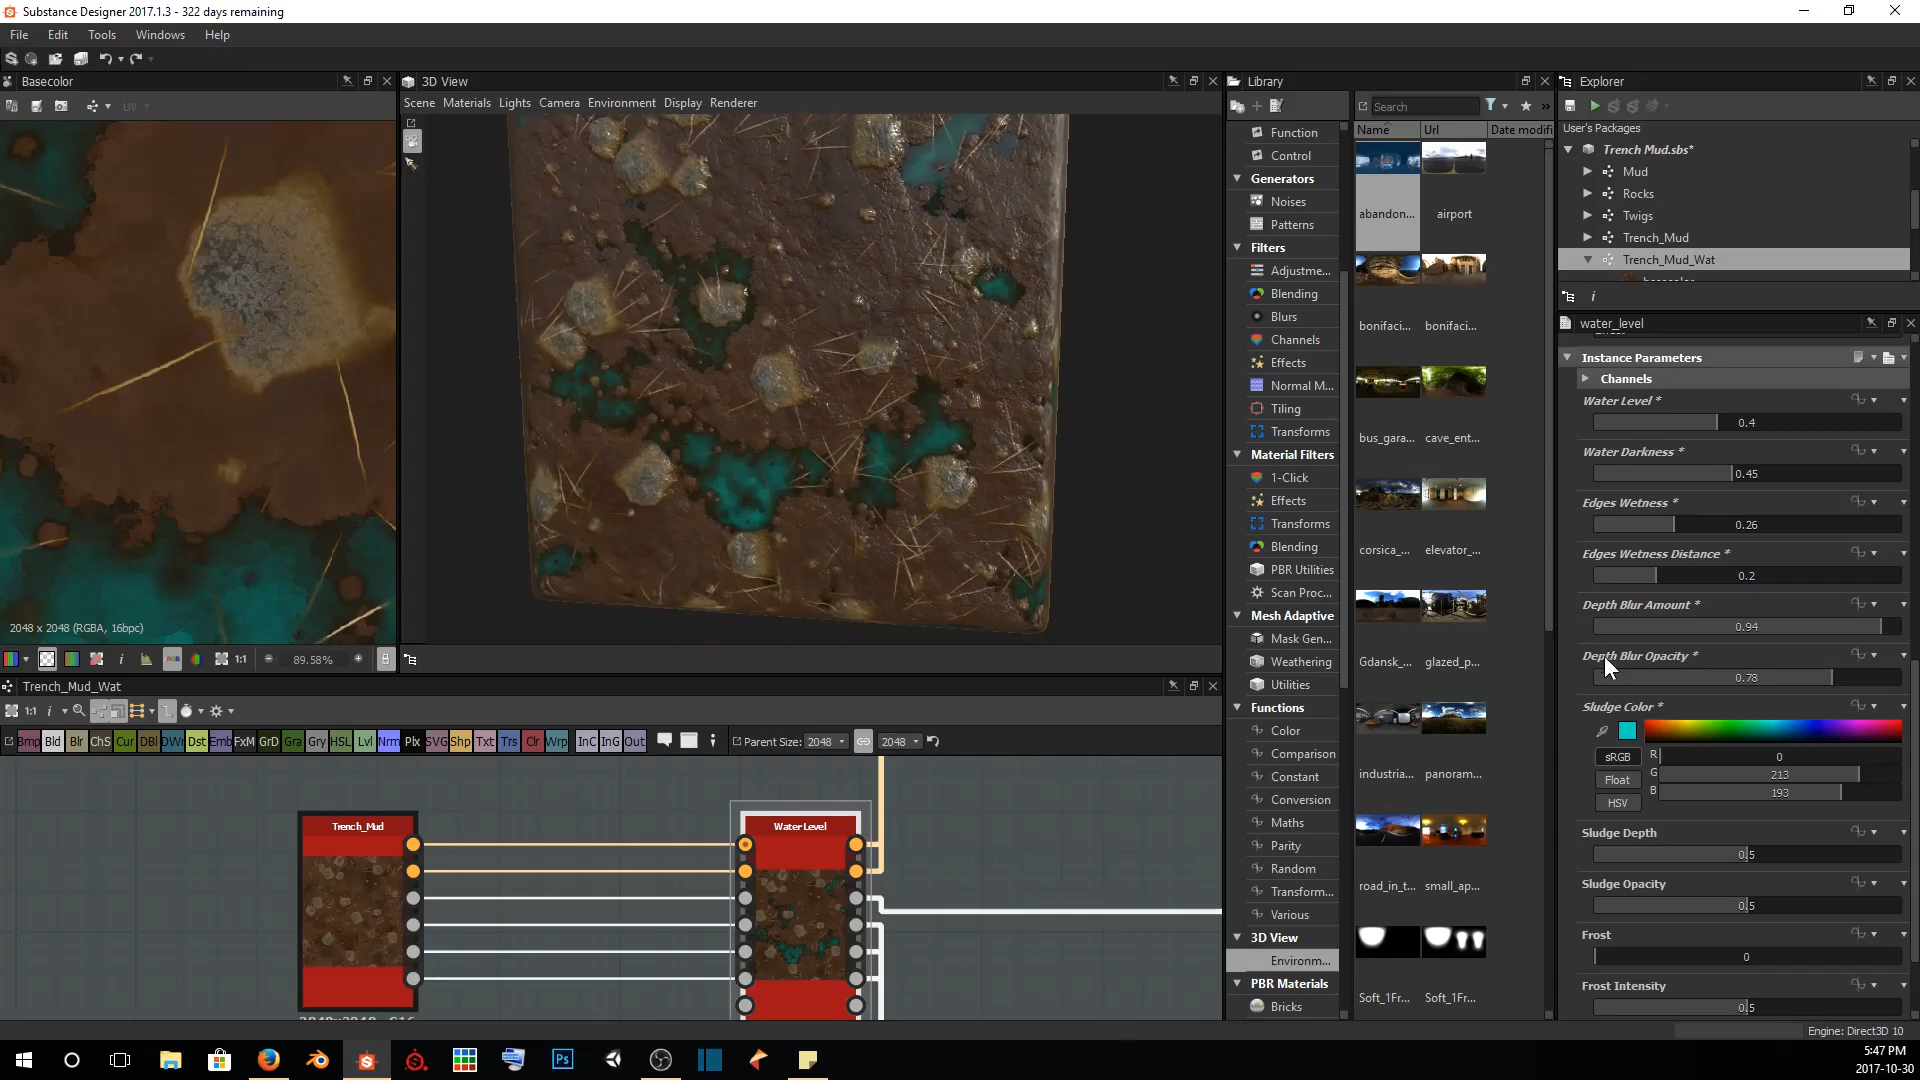 Substance Designer 2017.1.3 - 322 days remaining
File Edit Tools Windows Help
Basecolor
UV
2048 x 2048 (RGBA, 16bpc)
1:1
89.58%
3D View
Scene Materials Lights Camera Environment Display Renderer
Trench_Mud_Wat
1:1
Bmp Bld Blr ChS Cur DBl DWr Dst Emb FxM GrD Gra Gry HSL Lvl Nrm Plx SVG Shp Txt Trs Clr Wrp InC InG Out
Parent Size: 2048 2048
Trench_Mud
Water Level
Library
Function
Control
Generators
Noises
Patterns
Filters
Adjustme...
Blending
Blurs
Channels
Effects
Normal M...
Tiling
Transforms
Material Filters
1-Click
Effects
Transforms
Blending
PBR Utilities
Scan Proc...
Mesh Adaptive
Mask Gen...
Weathering
Utilities
Functions
Color
Comparison
Constant
Conversion
Maths
Parity
Random
Transform...
Various
3D View
Environm...
PBR Materials
Bricks
Search
Name Url Date modifi
abandon... airport
bonifaci... bonifaci...
bus_gara... cave_ent...
corsica_... elevator_...
Gdansk_... glazed_p...
industria... panoram...
road_in_t... small_ap...
Soft_1Fr... Soft_1Fr...
Explorer
User's Packages
Trench Mud.sbs*
Mud
Rocks
Twigs
Trench_Mud
Trench_Mud_Wat
water_level
Instance Parameters
Channels
Water Level *
0.4
Water Darkness *
0.45
Edges Wetness *
0.26
Edges Wetness Distance *
0.2
Depth Blur Amount *
0.94
Depth Blur Opacity *
0.78
Sludge Color *
sRGB R 0
Float G 213
HSV B 193
Sludge Depth
0.5
Sludge Opacity
0.5
Frost
0
Frost Intensity
0.5
Engine: Direct3D 10
Ps
5:47 PM
2017-10-30